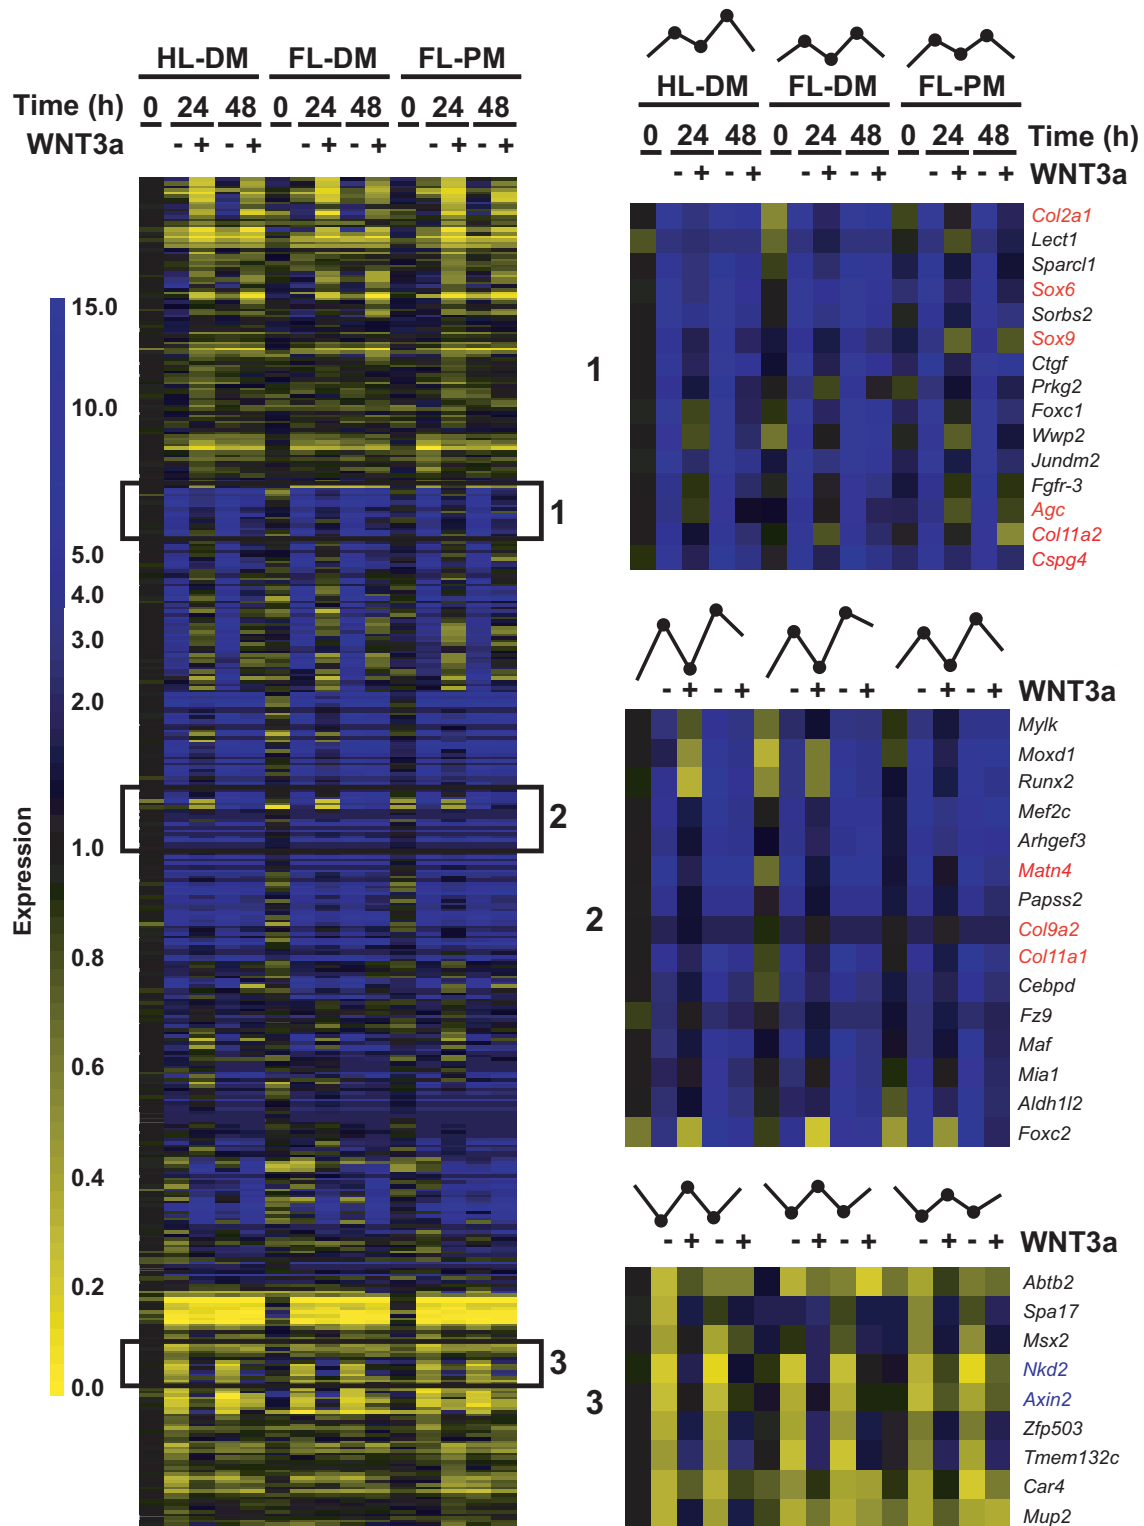 HL-DM FL-DM FL-PM
Time (h) 0 24 48 0 24 48 0 24 48
WNT3a - + - + - + - + - + - +
15.0
10.0
5.0
4.0
3.0
2.0
1.0
0.8
0.6
0.4
0.2
0.0
Expression
1
2
3
HL-DM FL-DM FL-PM
0 24 48 0 24 48 0 24 48 Time (h)
- + - + - + - + - + - + WNT3a
1
Col2a1
Lect1
Sparcl1
Sox6
Sorbs2
Sox9
Ctgf
Prkg2
Foxc1
Wwp2
Jundm2
Fgfr-3
Agc
Col11a2
Cspg4
- + - + - + - + - + - + WNT3a
2
Mylk
Moxd1
Runx2
Mef2c
Arhgef3
Matn4
Papss2
Col9a2
Col11a1
Cebpd
Fz9
Maf
Mia1
Aldh1l2
Foxc2
- + - + - + - + - + - + WNT3a
3
Abtb2
Spa17
Msx2
Nkd2
Axin2
Zfp503
Tmem132c
Car4
Mup2